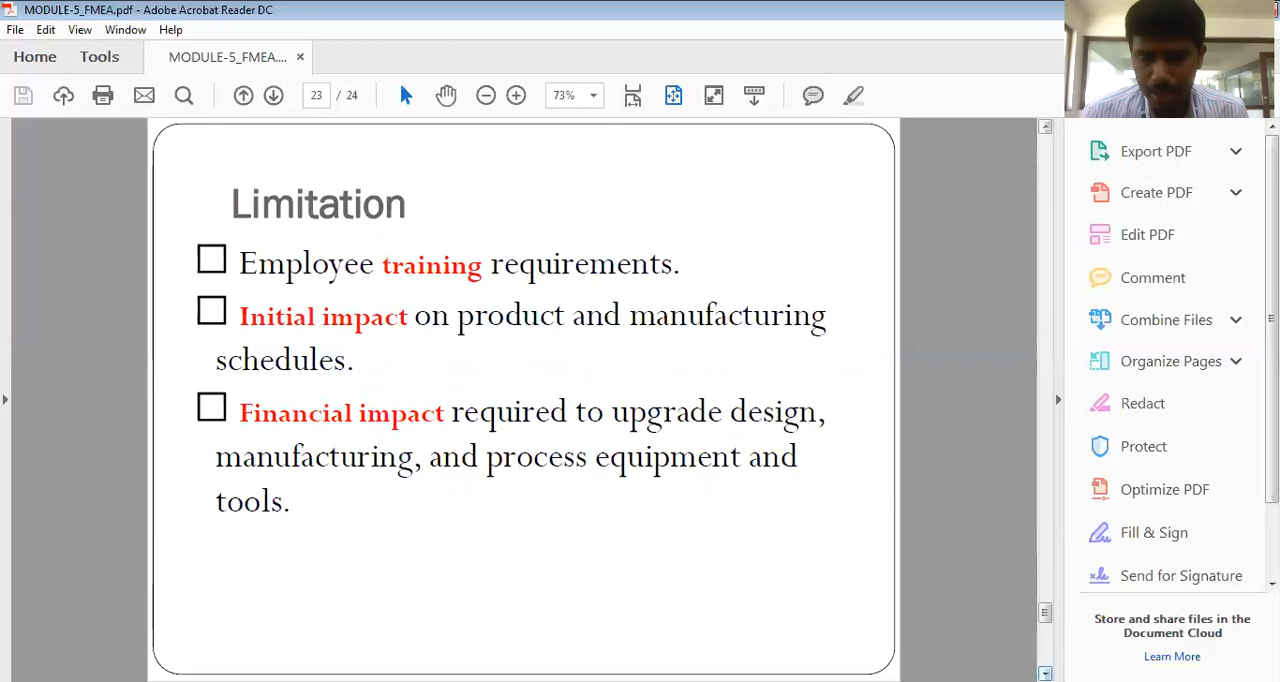 MODULE-5_FMEA.pdf - Adobe Acrobat Reader DC
File Edit View Window Help
Home Tools MODULE-5_FMEA.... ×
23 / 24 73%
Limitation
Employee training requirements.
Initial impact on product and manufacturing
schedules.
Financial impact required to upgrade design,
manufacturing, and process equipment and
tools.
Export PDF
Create PDF
Edit PDF
Comment
Combine Files
Organize Pages
Redact
Protect
Optimize PDF
Fill & Sign
Send for Signature
Store and share files in the
Document Cloud
Learn More